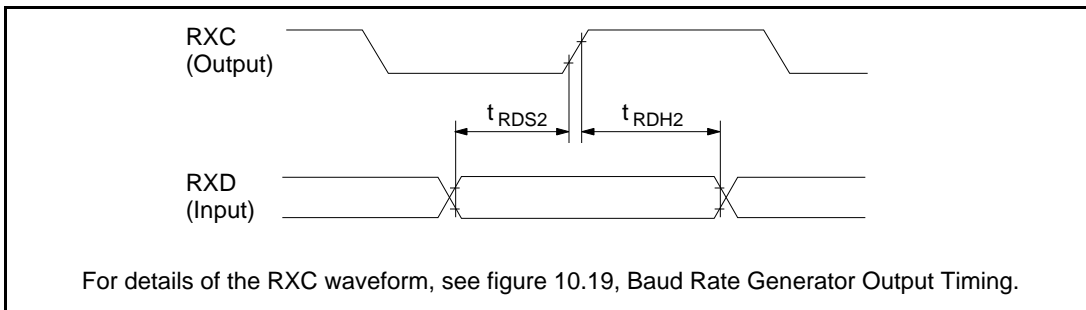 RXC
(Output)
t RDS2
t RDH2
RXD
(Input)
For details of the RXC waveform, see figure 10.19, Baud Rate Generator Output Timing.